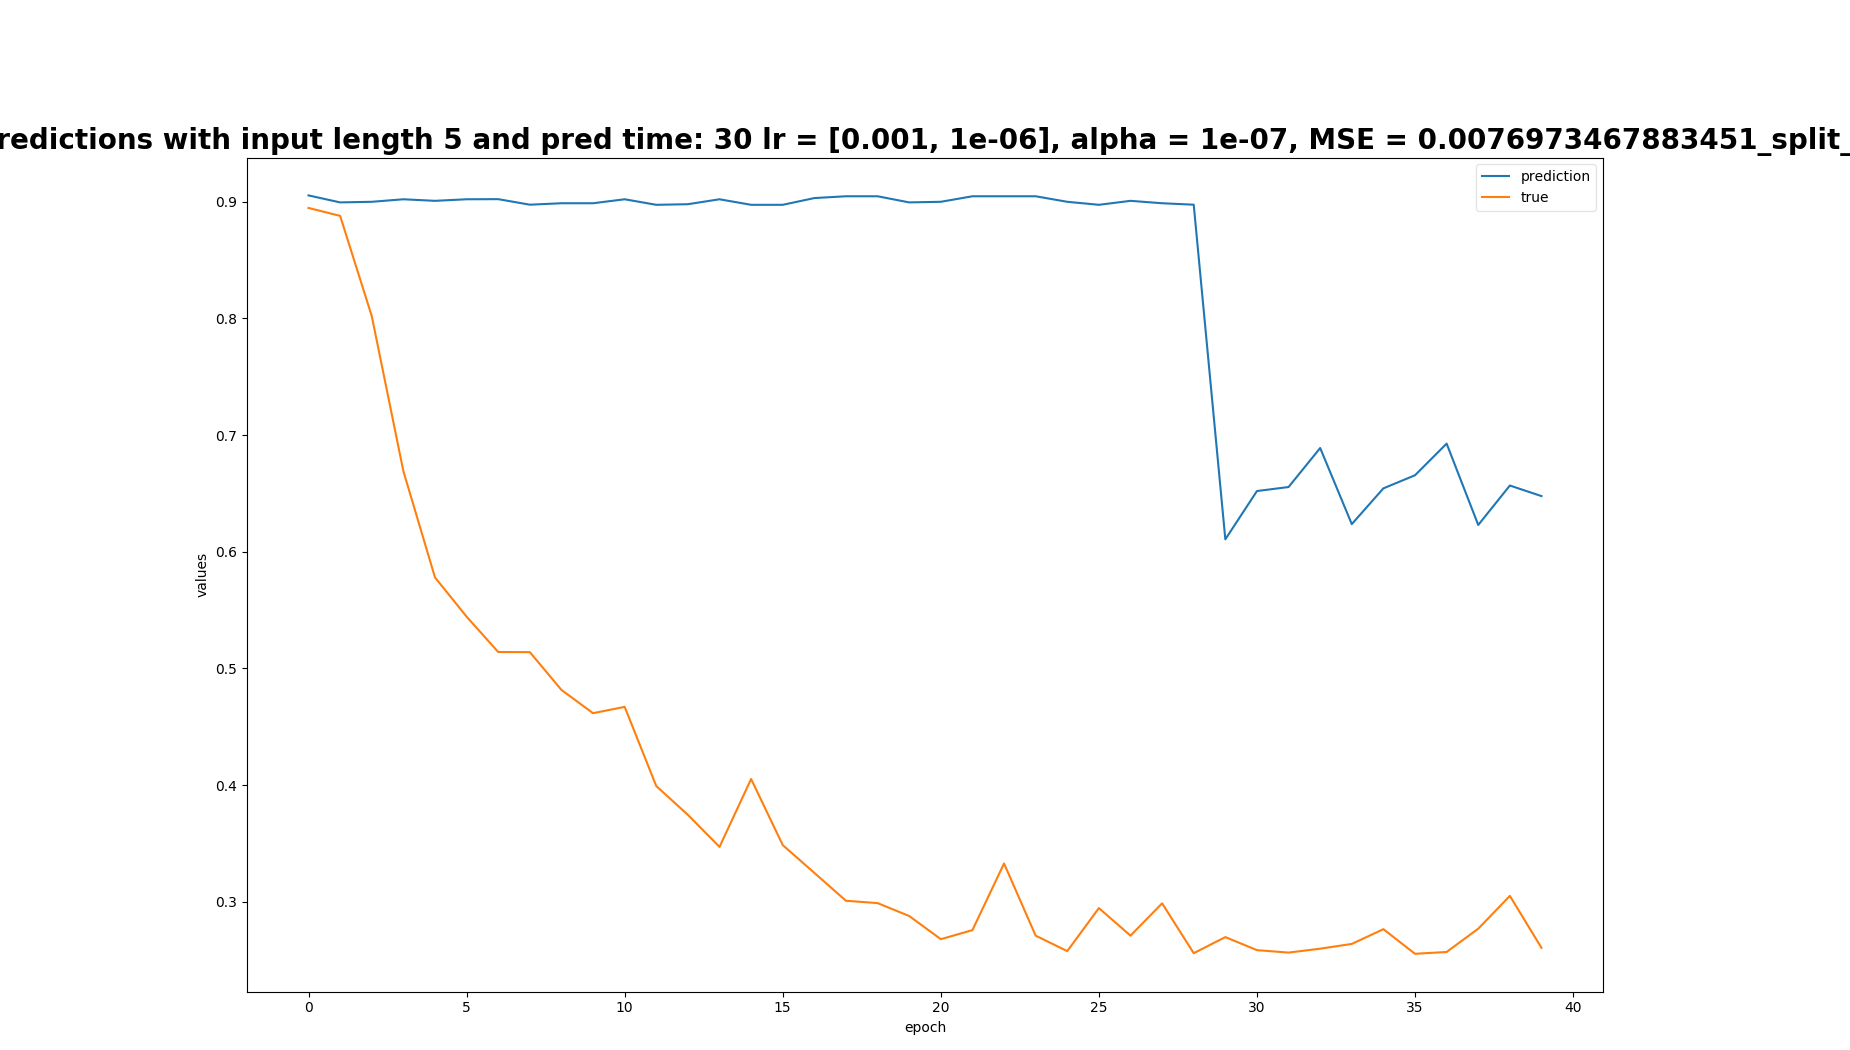 redictions with input length 5 and pred time: 30 lr = [0.001, 1e-06], alpha = 1e-07, MSE = 0.0076973467883451_split_
prediction
true
0.9
0.8
0.7
0.6
0.5
0.4
0.3
values
0 5 10 15 20 25 30 35 40
epoch